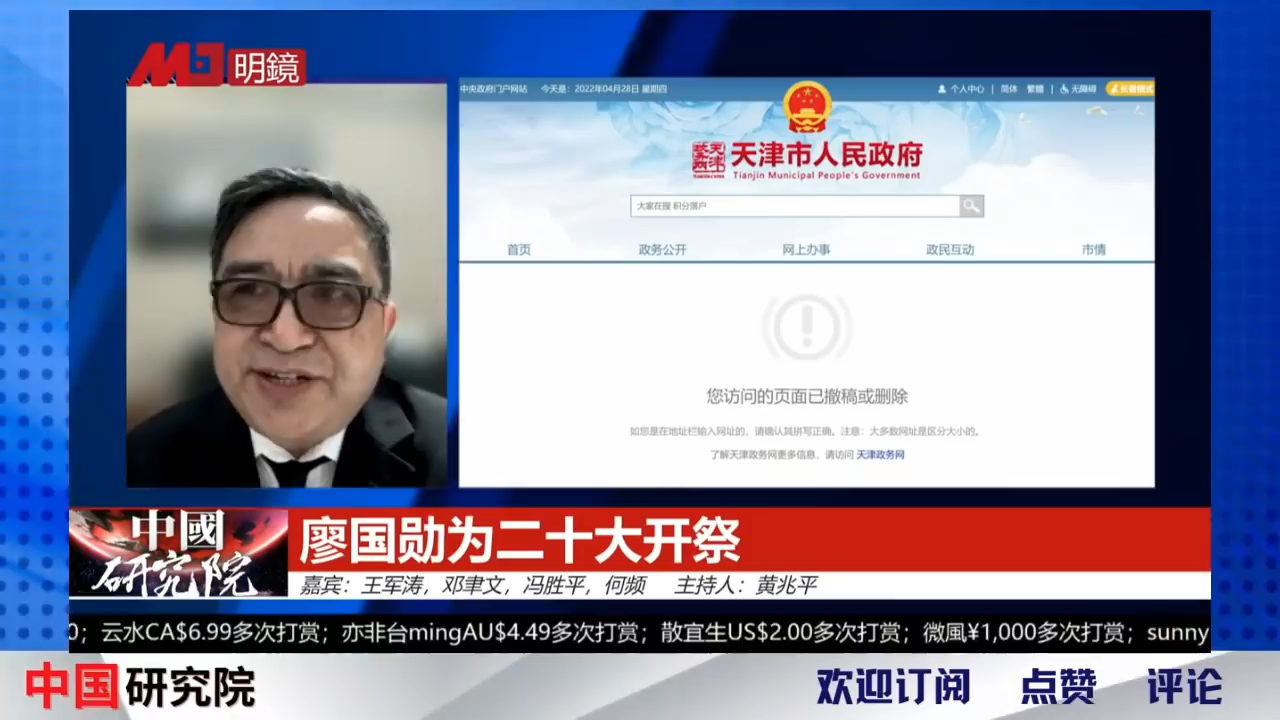 明鏡
中央政府门户网站 今天是：2022年04月28日 星期四
个人中心 | 简体 繁體 | 无障碍 长者模式
天津市人民政府
Tianjin Municipal People's Government
大家在搜 积分落户
首页 政务公开 网上办事 政民互动 市情
您访问的页面已撤稿或删除
如您是在地址栏输入网址的，请确认其拼写正确。注意：大多数网址是区分大小的。
了解天津政务网更多信息，请访问 天津政务网
中國
研究院
廖国勋为二十大开祭
嘉宾：王军涛，邓聿文，冯胜平，何频 主持人：黄兆平
0；云水CA$6.99多次打赏；亦非台mingAU$4.49多次打赏；散宜生US$2.00多次打赏；微風¥1,000多次打赏；sunny
中国研究院
欢迎订阅 点赞 评论